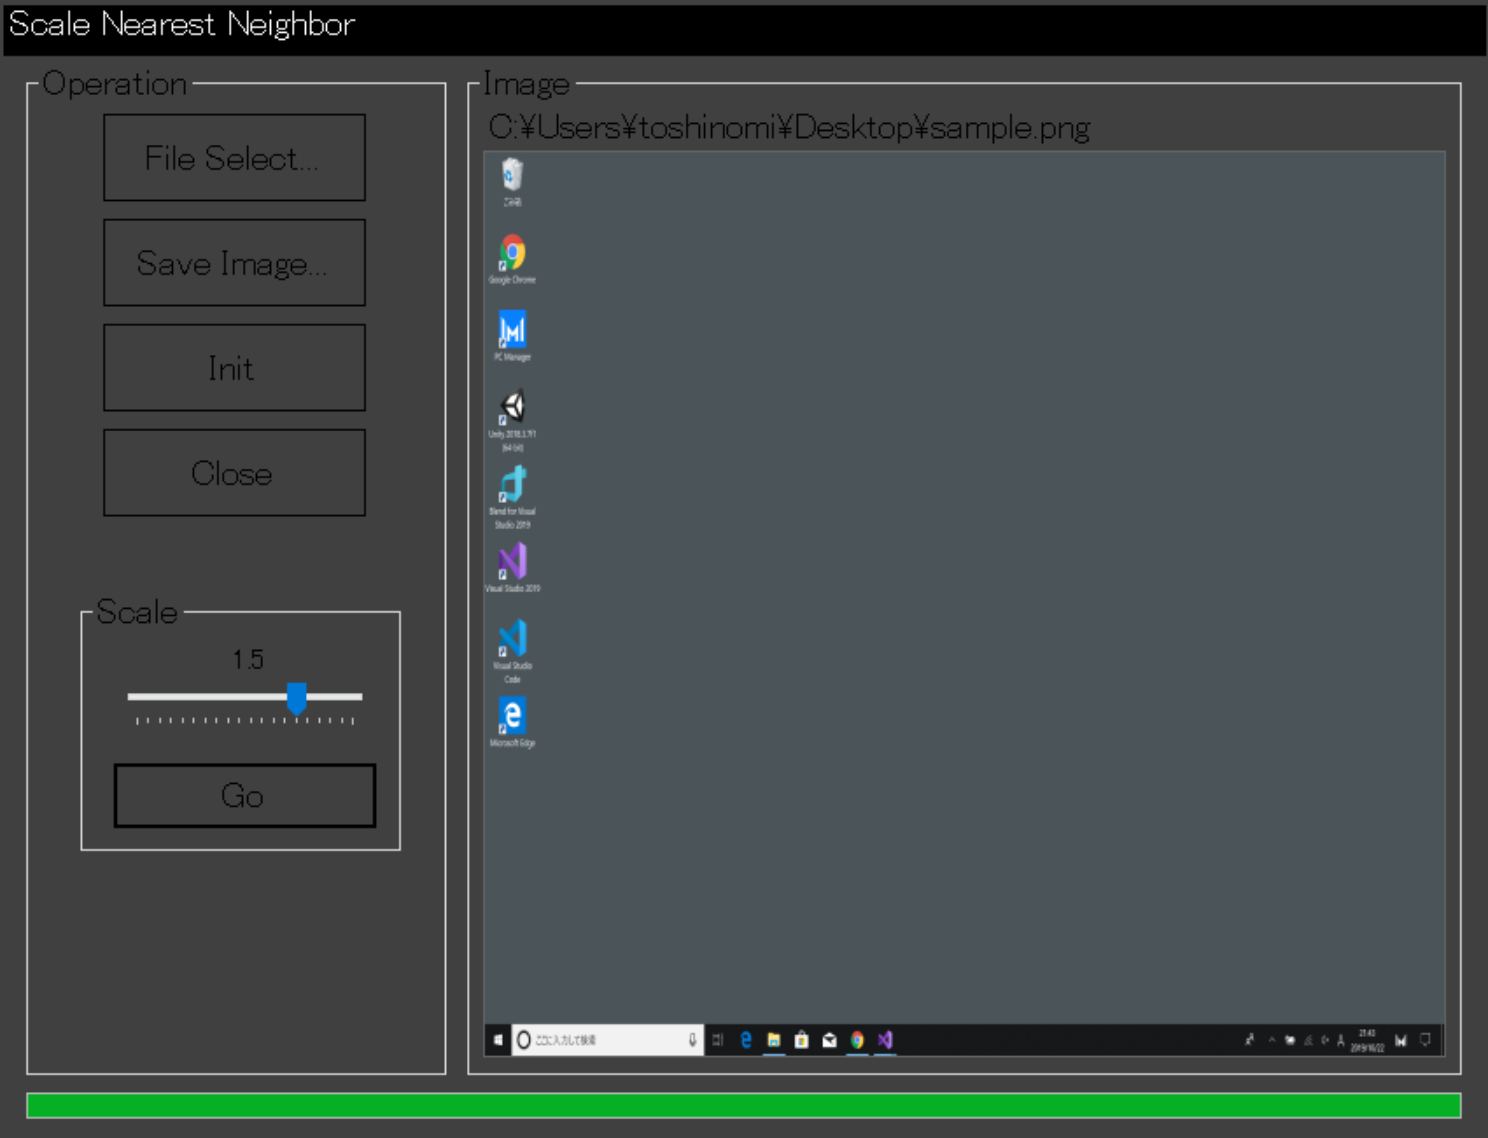 Scale Nearest Neighbor
Operation
File Select...
Save Image...
Init
Close
Scale
1.5
Go
Image
C:¥Users¥toshinomi¥Desktop¥sample.png
ごみ箱
Google Chrome
PC Manager
Unity 2018.3.7f1
(64-bit)
Blend for Visual
Studio 2019
Visual Studio 2019
Visual Studio
Code
Microsoft Edge
ここに入力して検索
21:43
2019/10/22